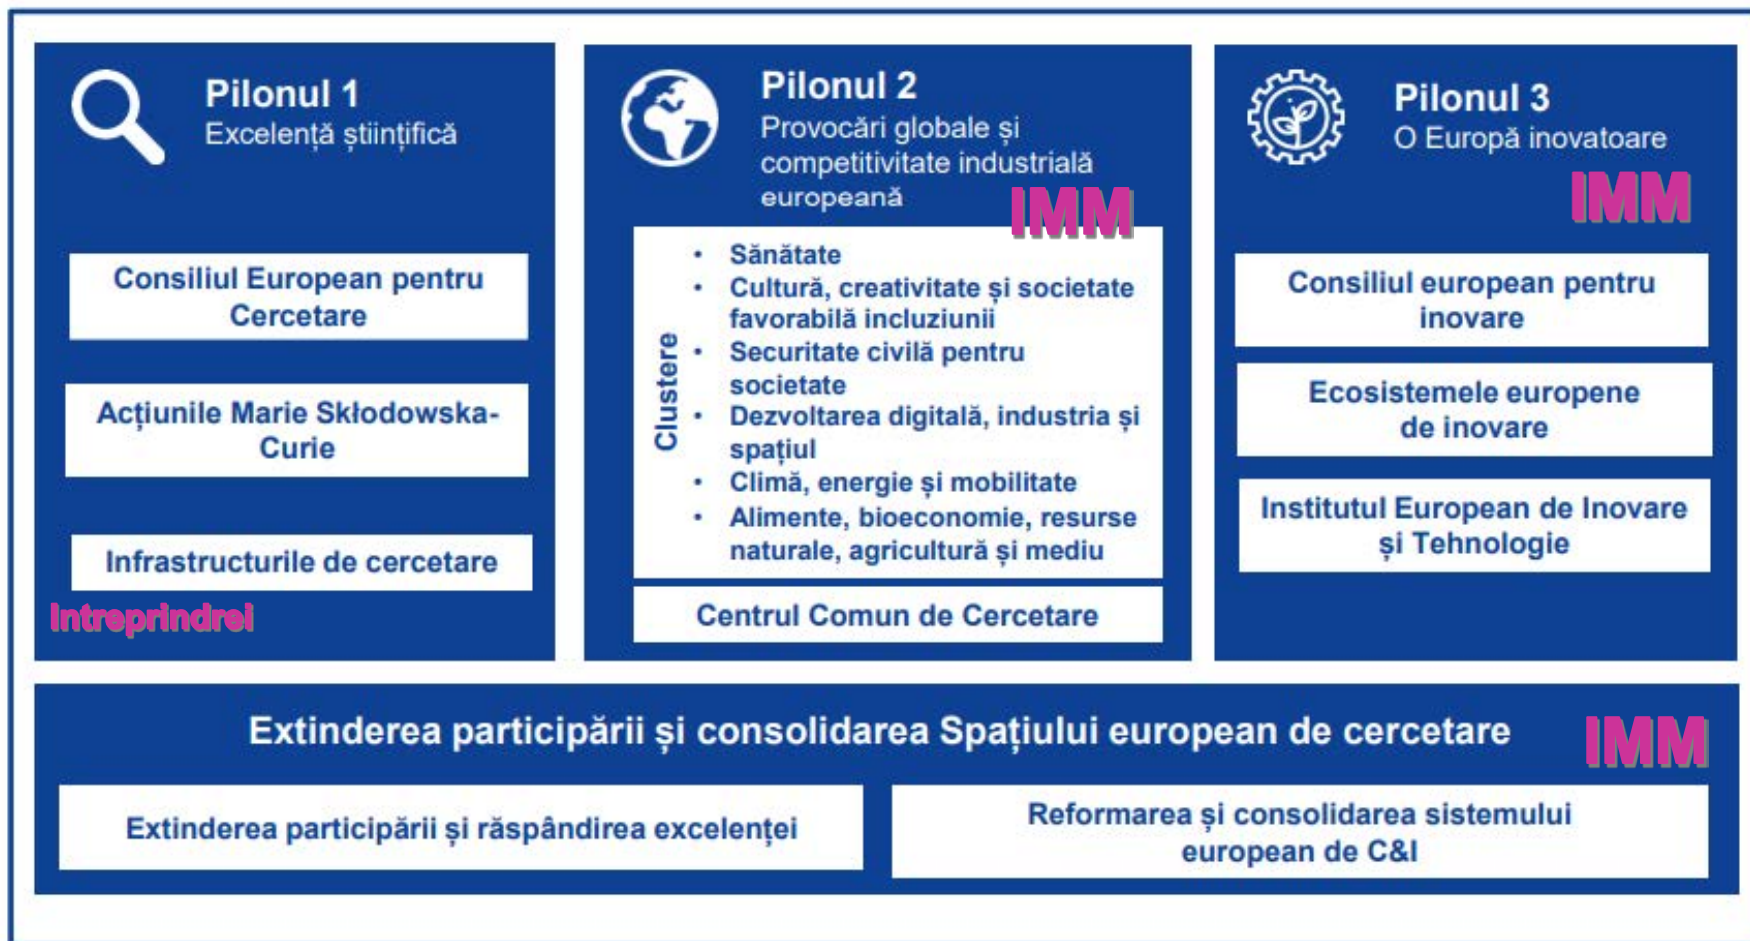 Pilonul 1
Excelență științifică
Consiliul European pentru
Cercetare
Acțiunile Marie Skłodowska-
Curie
Infrastructurile de cercetare
Intreprindrei
Pilonul 2
Provocări globale și
competitivitate industrială
europeană
IMM
Clustere
• Sănătate
• Cultură, creativitate și societate
favorabilă incluziunii
• Securitate civilă pentru
societate
• Dezvoltarea digitală, industria și
spațiul
• Climă, energie și mobilitate
• Alimente, bioeconomie, resurse
naturale, agricultură și mediu
Centrul Comun de Cercetare
Pilonul 3
O Europă inovatoare
IMM
Consiliul european pentru
inovare
Ecosistemele europene
de inovare
Institutul European de Inovare
și Tehnologie
Extinderea participării și consolidarea Spațiului european de cercetare
IMM
Extinderea participării și răspândirea excelenței
Reformarea și consolidarea sistemului
european de C&I